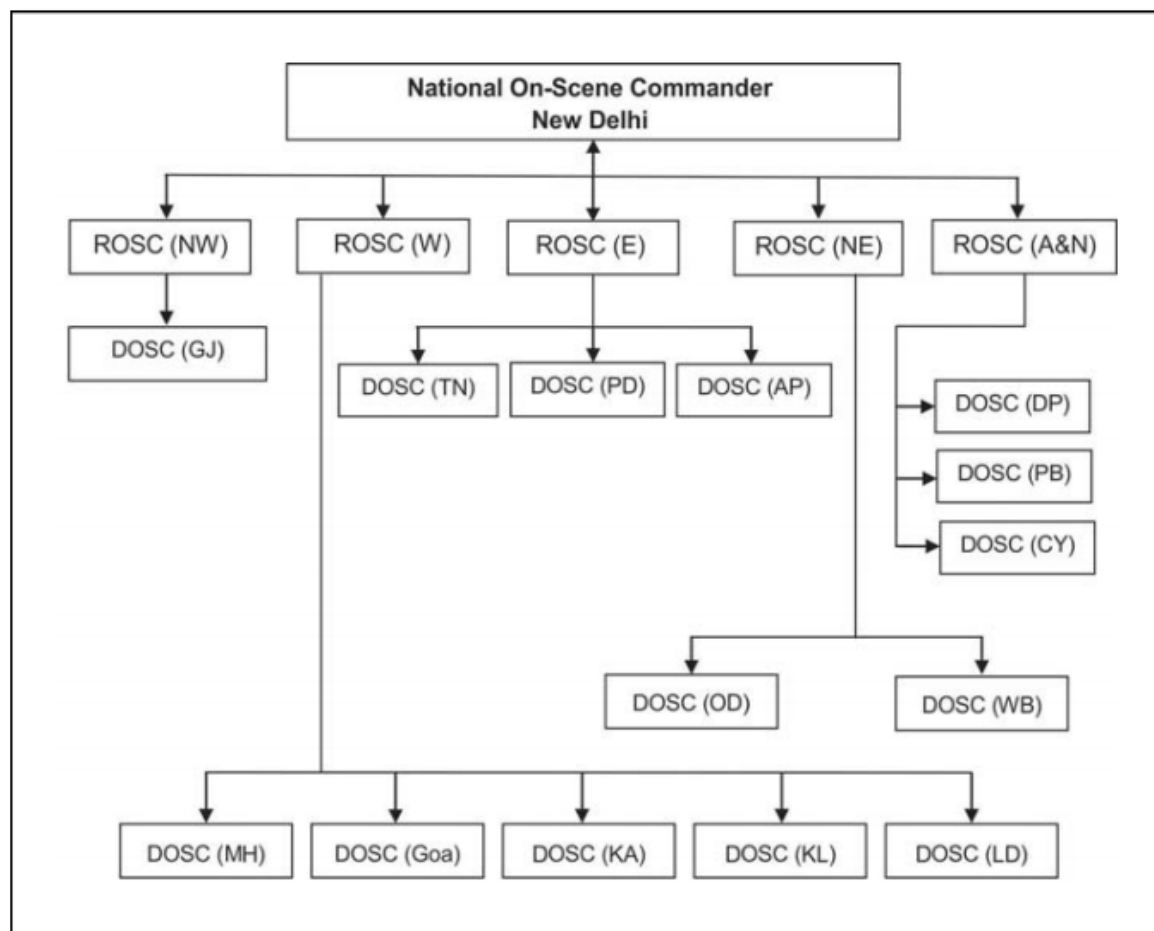 National On-Scene Commander
New Delhi
ROSC (NW)
ROSC (W)
ROSC (E)
ROSC (NE)
ROSC (A&N)
DOSC (GJ)
DOSC (TN)
DOSC (PD)
DOSC (AP)
DOSC (DP)
DOSC (PB)
DOSC (CY)
DOSC (OD)
DOSC (WB)
DOSC (MH)
DOSC (Goa)
DOSC (KA)
DOSC (KL)
DOSC (LD)